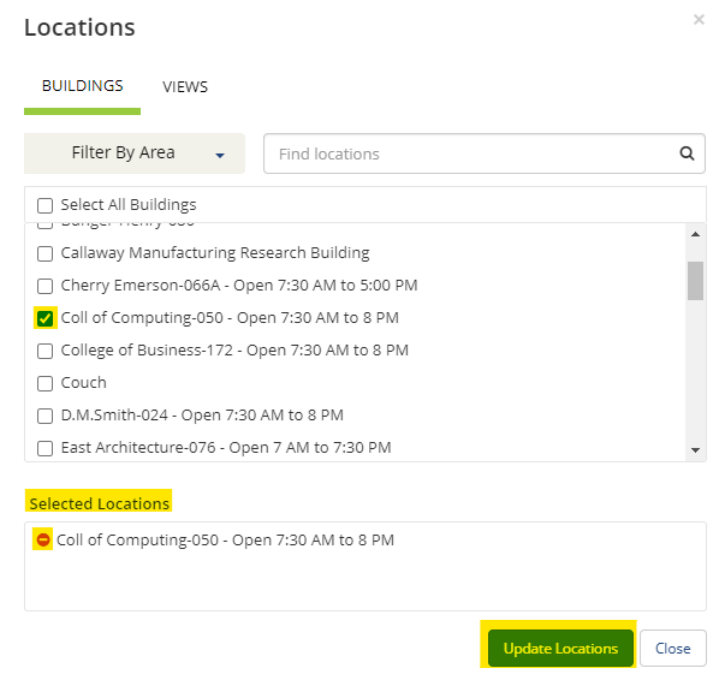 Locations
×
BUILDINGS VIEWS
Filter By Area
Find locations
Select All Buildings
Callaway Manufacturing Research Building
Cherry Emerson-066A - Open 7:30 AM to 5:00 PM
Coll of Computing-050 - Open 7:30 AM to 8 PM
College of Business-172 - Open 7:30 AM to 8 PM
Couch
D.M.Smith-024 - Open 7:30 AM to 8 PM
East Architecture-076 - Open 7 AM to 7:30 PM
Selected Locations
Coll of Computing-050 - Open 7:30 AM to 8 PM
Update Locations Close